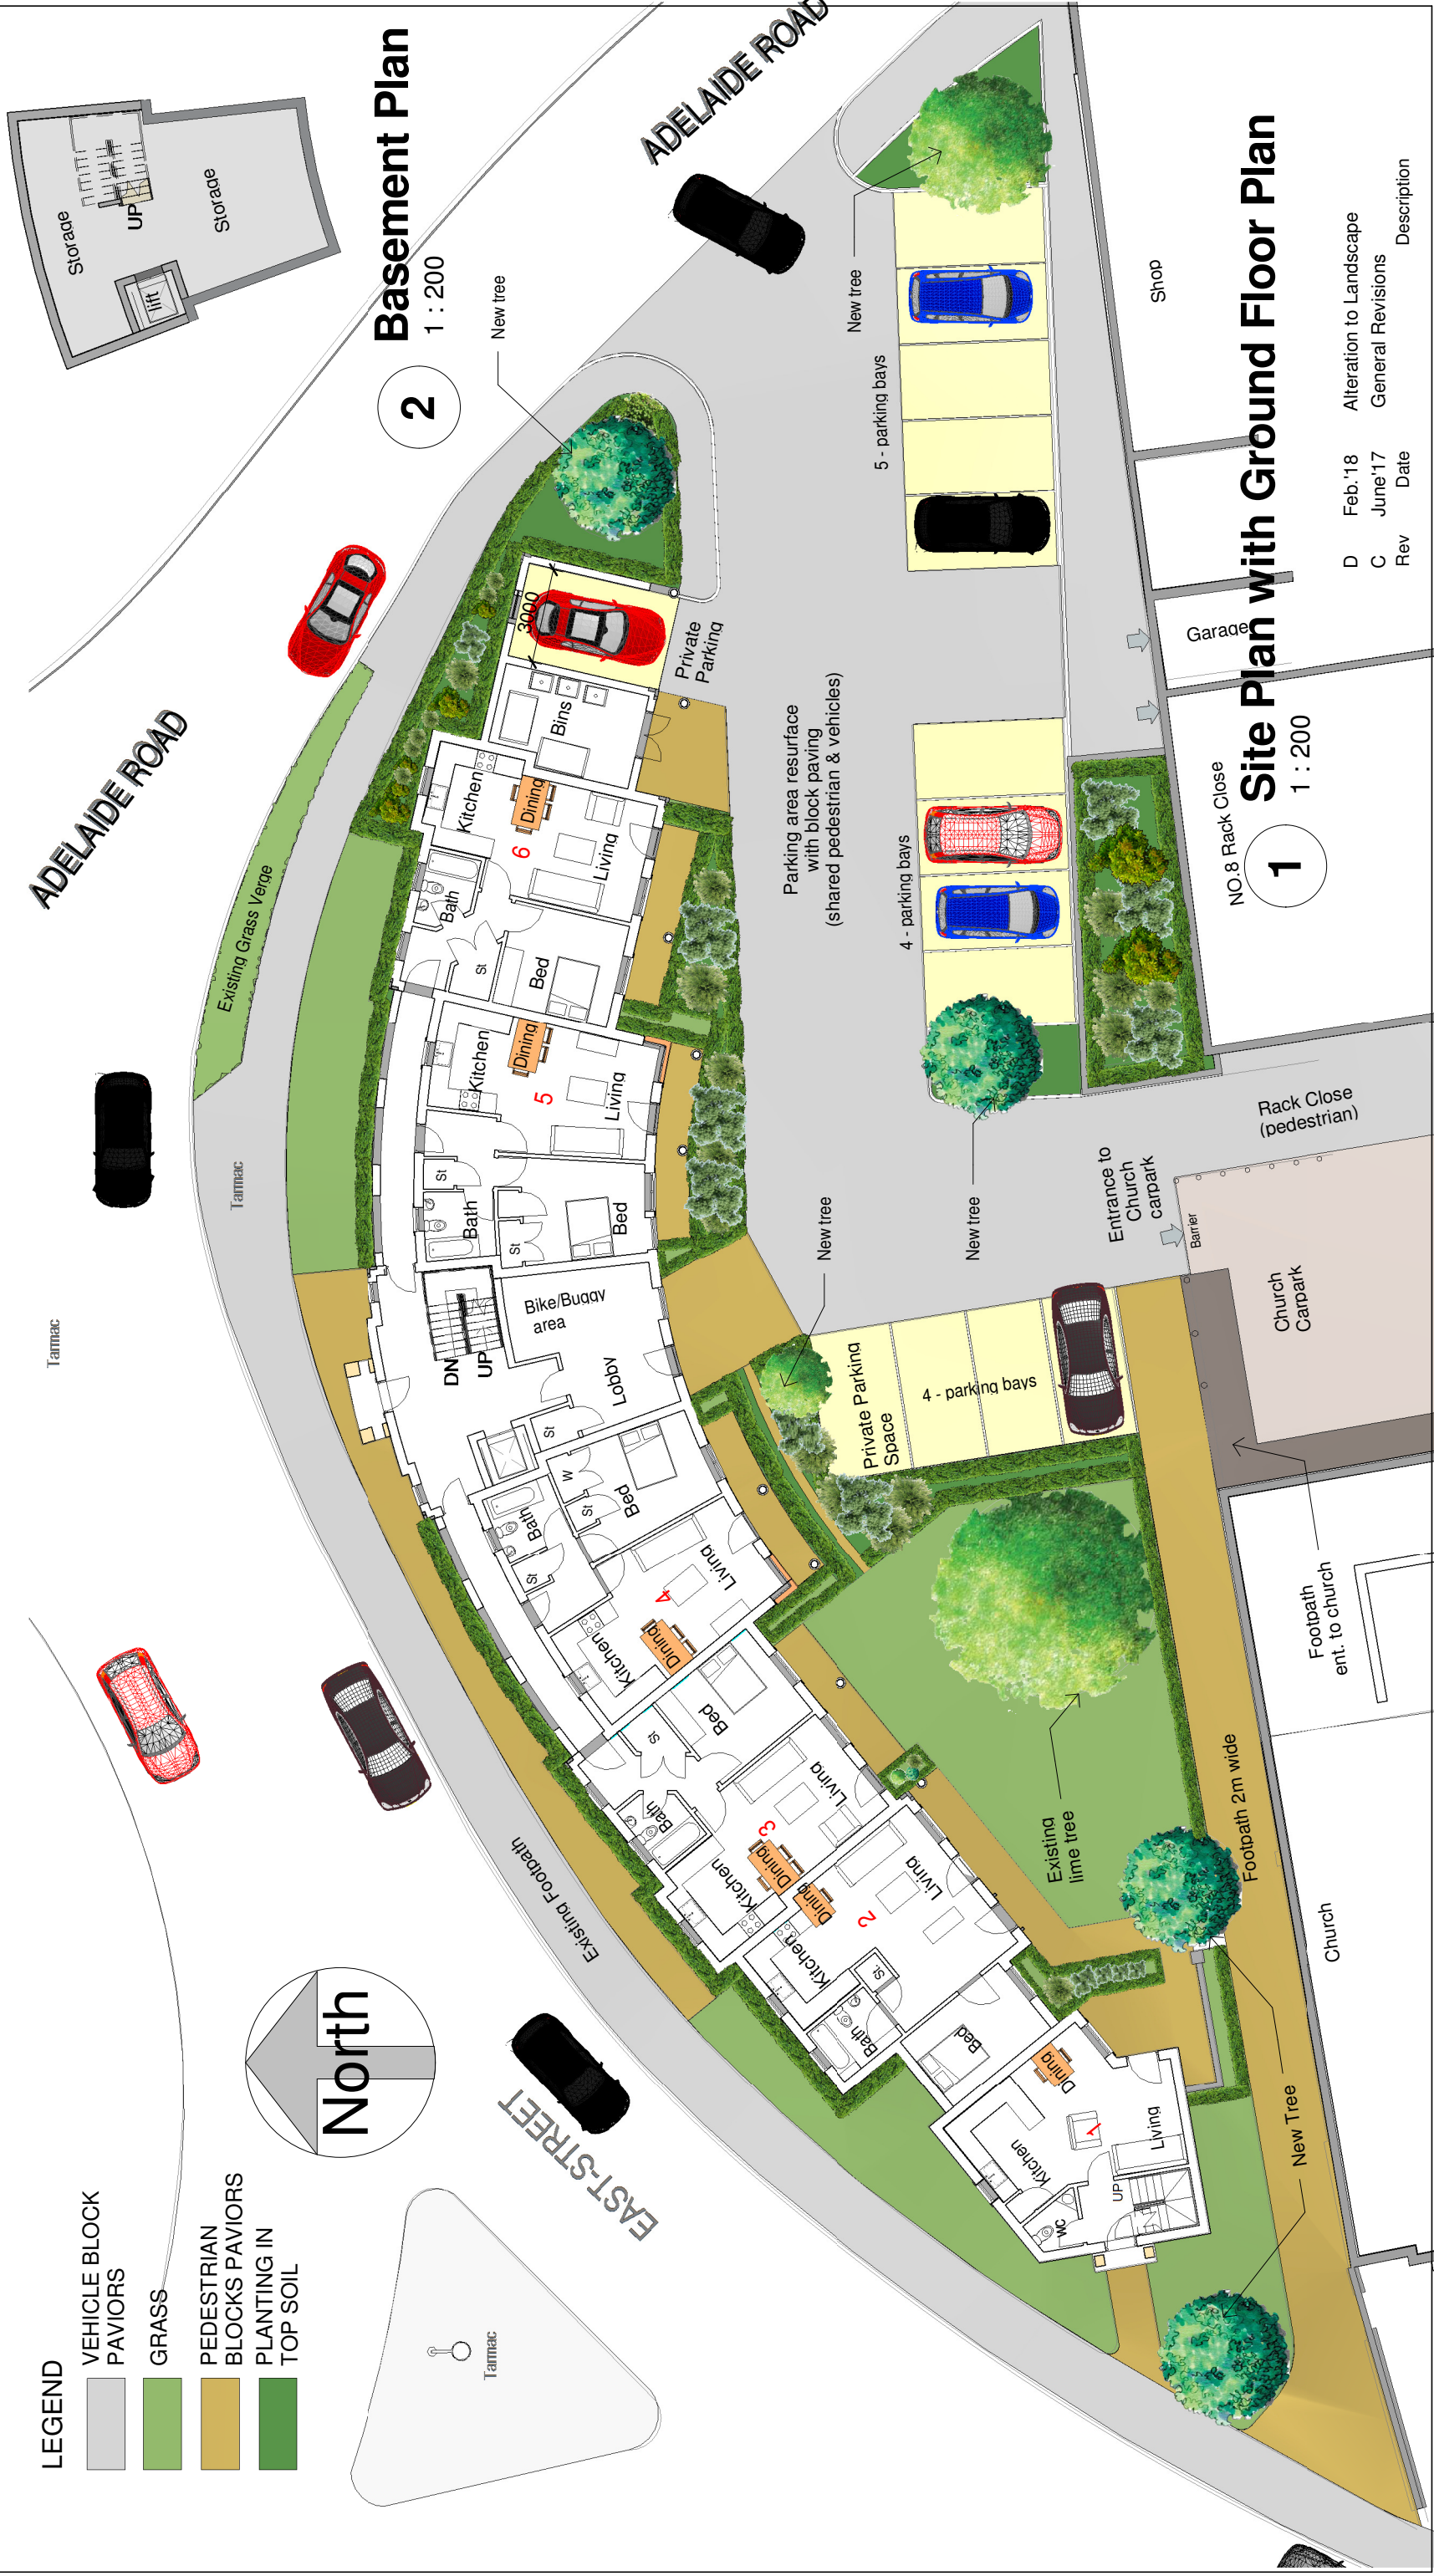 LEGEND
VEHICLE BLOCK
PAVIORS
GRASS
PEDESTRIAN
BLOCKS PAVIORS
PLANTING IN
TOP SOIL
North
Tarmac
EAST-STREET
Tarmac
Tarmac
ADELAIDE ROAD
ADELAIDE ROAD
Existing Grass Verge
Existing Footpath
Storage
UP
Storage
lift
2
Basement Plan
1 : 200
New tree
New tree
5 - parking bays
Shop
Garage
3000
Private
Parking
Bins
Kitchen
Dining
6
Living
Bath
St
Bed
Kitchen
Dining
5
Living
St
Bath
St
Bed
Bike/Buggy
area
DN
UP
Lobby
St
W
St
Bed
Bath
St
Kitchen
Dining
4
Living
St
Bed
Bath
Kitchen
Dining
3
Living
Kitchen
Dining
2
Living
St.
Bath
Bed
Dining
Kitchen
1
Living
UP
WC
Parking area resurface
with block paving
(shared pedestrian & vehicles)
4 - parking bays
NO.8 Rack Close
New tree
New tree
Rack Close
(pedestrian)
Entrance to
Church
carpark
Barrier
Church
Carpark
Private Parking
Space
4 - parking bays
Footpath
ent. to church
Existing
lime tree
Footpath 2m wide
Church
New Tree
1
Site Plan with Ground Floor Plan
1 : 200
D Feb.'18 Alteration to Landscape
C June'17 General Revisions
Rev Date Description